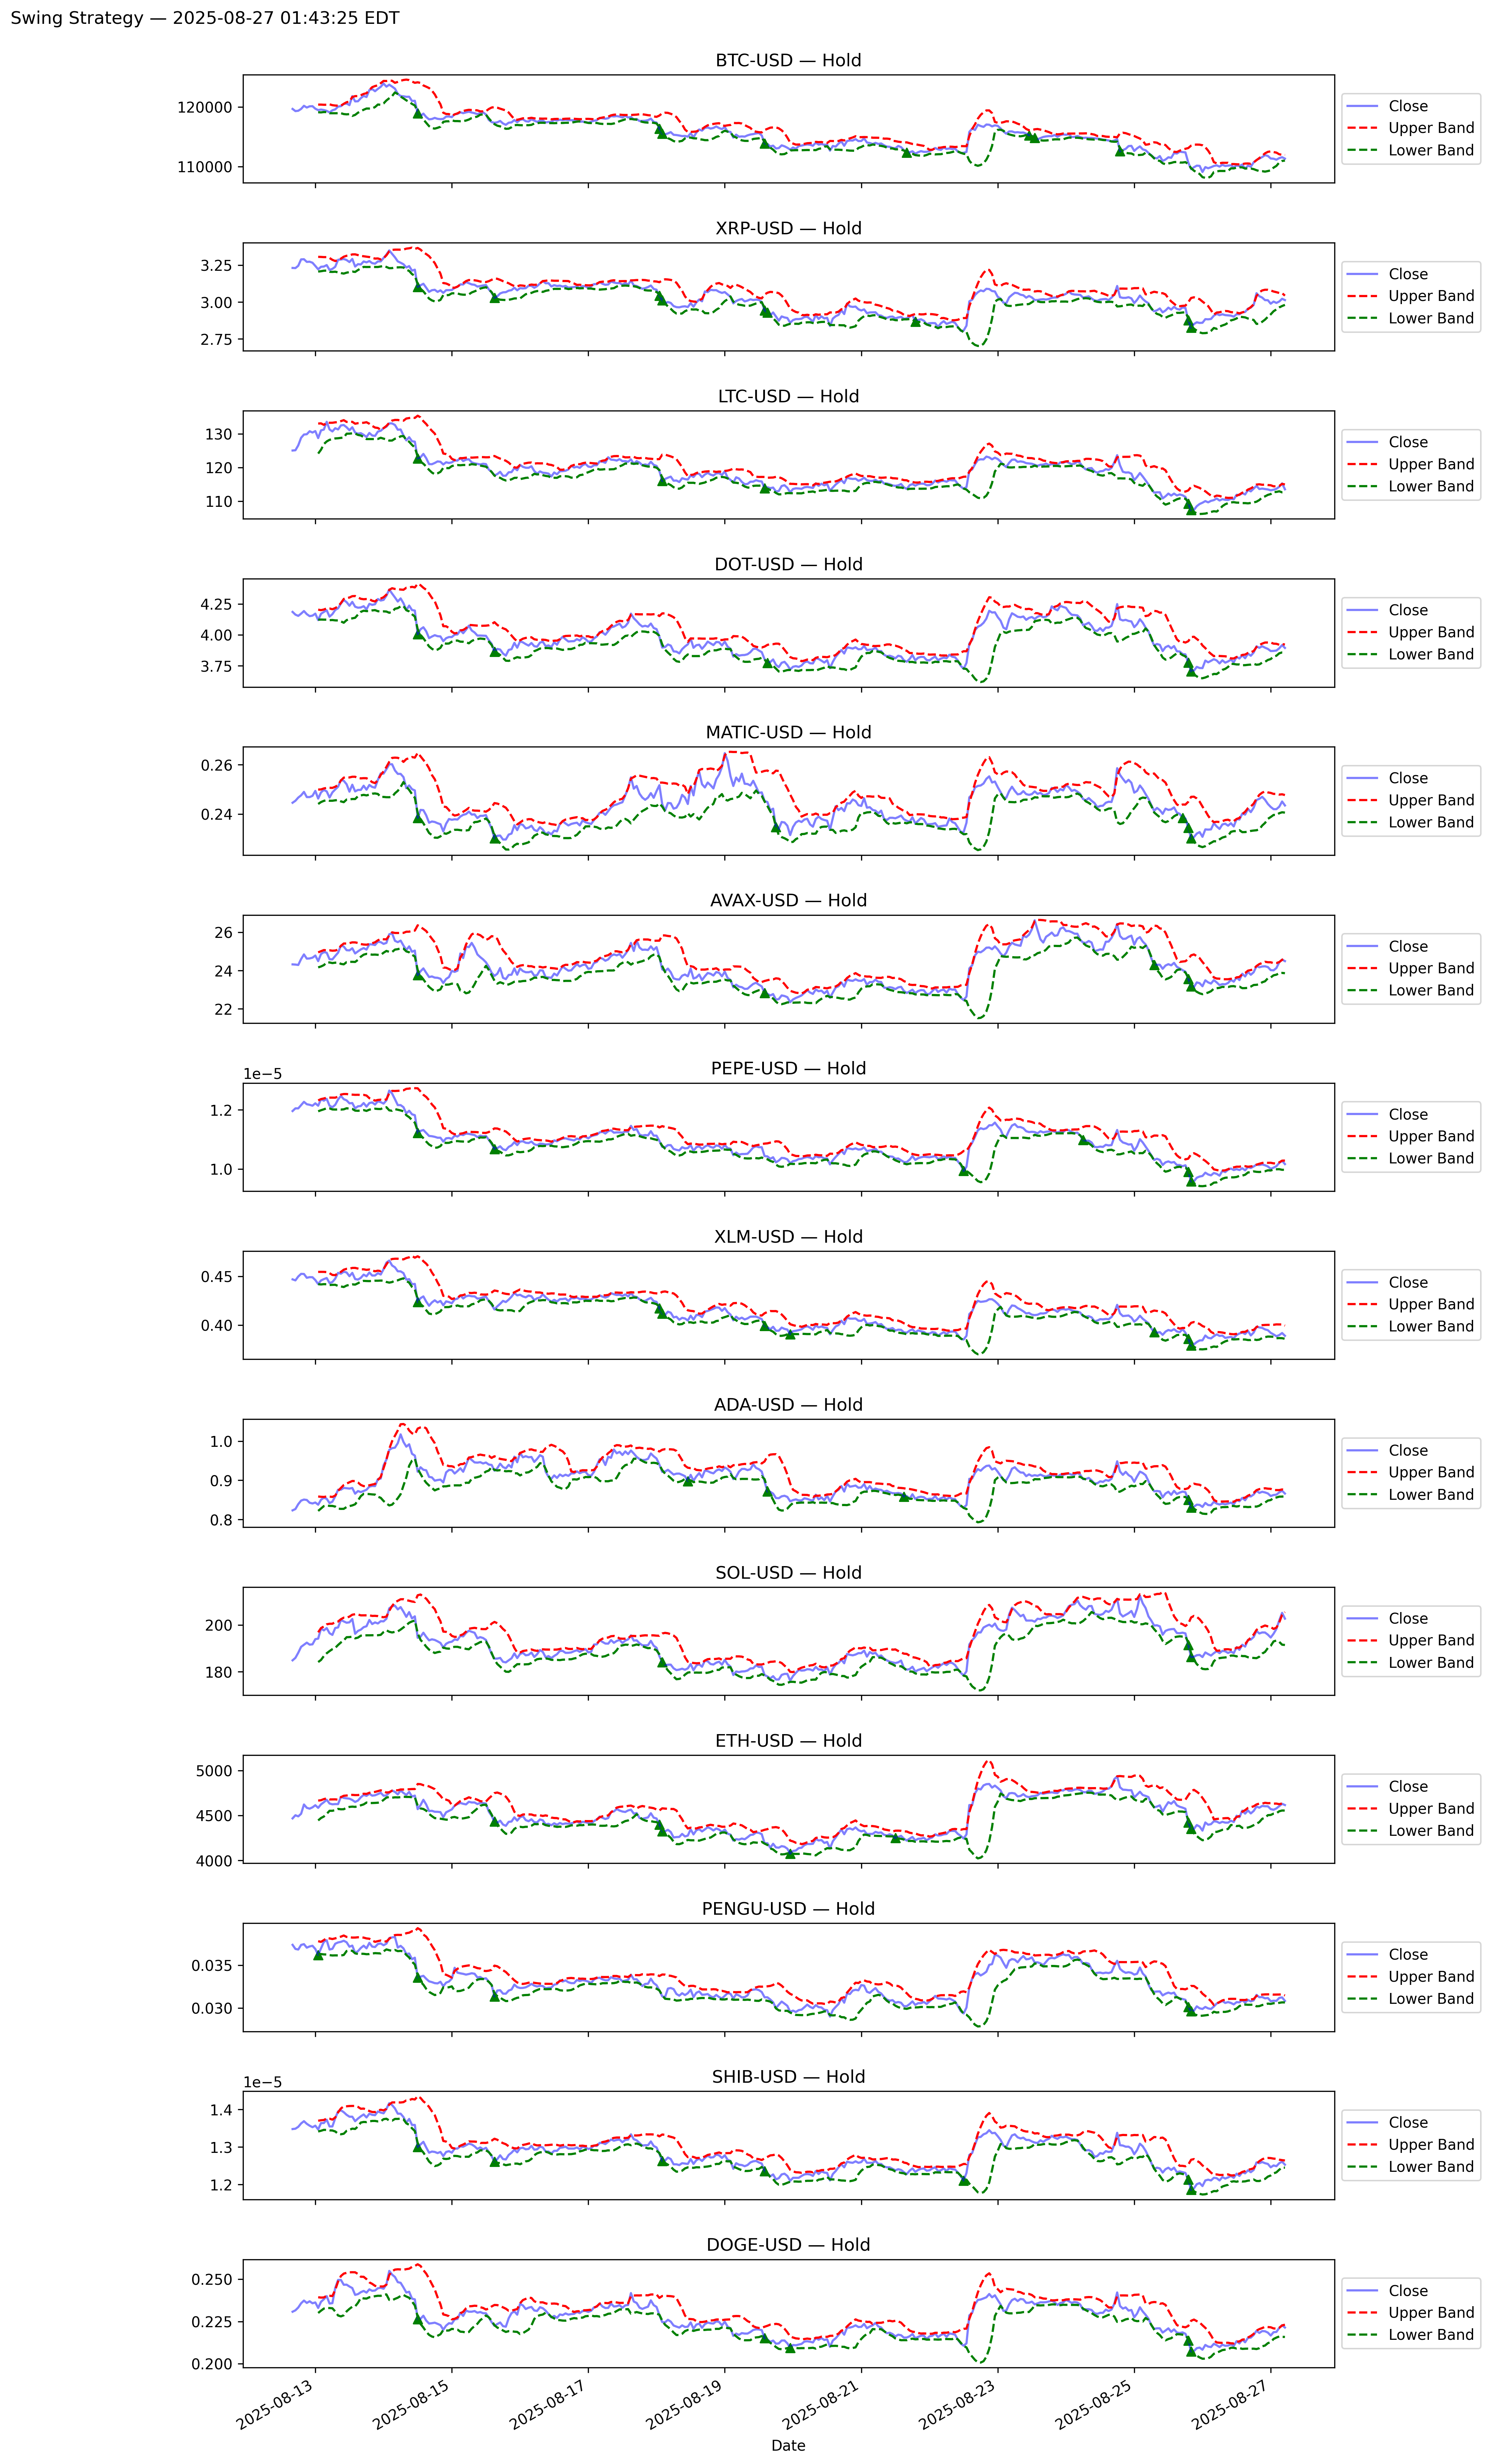 Swing Strategy — 2025-08-27 01:43:25 EDT
BTC-USD — Hold
120000
110000
Close
Upper Band
Lower Band
XRP-USD — Hold
3.25
3.00
2.75
Close
Upper Band
Lower Band
LTC-USD — Hold
130
120
110
Close
Upper Band
Lower Band
DOT-USD — Hold
4.25
4.00
3.75
Close
Upper Band
Lower Band
MATIC-USD — Hold
0.26
0.24
Close
Upper Band
Lower Band
AVAX-USD — Hold
26
24
22
Close
Upper Band
Lower Band
PEPE-USD — Hold
1e−5
1.2
1.0
Close
Upper Band
Lower Band
XLM-USD — Hold
0.45
0.40
Close
Upper Band
Lower Band
ADA-USD — Hold
1.0
0.9
0.8
Close
Upper Band
Lower Band
SOL-USD — Hold
200
180
Close
Upper Band
Lower Band
ETH-USD — Hold
5000
4500
4000
Close
Upper Band
Lower Band
PENGU-USD — Hold
0.035
0.030
Close
Upper Band
Lower Band
SHIB-USD — Hold
1e−5
1.4
1.3
1.2
Close
Upper Band
Lower Band
DOGE-USD — Hold
0.250
0.225
0.200
Close
Upper Band
Lower Band
2025-08-13
2025-08-15
2025-08-17
2025-08-19
2025-08-21
2025-08-23
2025-08-25
2025-08-27
Date